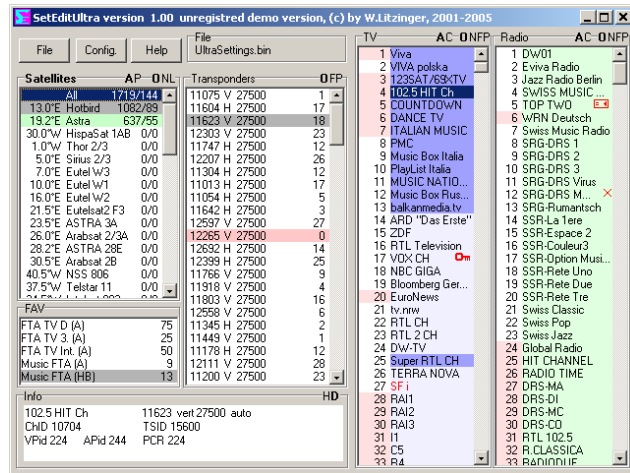 SetEditUltra version 1.00 unregistred demo version, (c) by W.Litzinger, 2001-2005
File Config. Help
File
UltraSettings.bin
Satellites AP-ONL
All 1719/144
13.0°E Hotbird 1082/89
19.2°E Astra 637/55
30.0°w HispaSat 1AB 0/0
1.0°w Thor 2/3 0/0
5.0°E Sirius 2/3 0/0
7.0°E Eutel W3 0/0
10.0°E Eutel W1 0/0
16.0°E Eutel W2 0/0
21.5°E Eutelsat2 F3 0/0
23.5°E ASTRA 3A 0/0
26.0°E Arabsat 2/3A 0/0
28.2°E ASTRA 28E 0/0
30.5°E Arabsat 2B 0/0
40.5°w NSS 806 0/0
37.5°w Telstar 11 0/0
FAV
FTA TV D (A) 75
FTA TV 3. (A) 25
FTA TV Int. (A) 50
Music FTA (A) 9
Music FTA (HB) 13
Transponders OFP
11075 V 27500 1
11604 H 27500 17
11623 V 27500 18
12303 V 27500 23
11747 H 27500 12
12207 H 27500 26
11304 H 27500 12
11013 H 27500 17
11054 H 27500 5
11642 H 27500 3
12597 V 27500 27
12265 V 27500 0
12692 H 27500 14
12399 H 27500 25
11766 V 27500 9
11918 V 27500 4
11803 V 27500 16
12558 V 27500 6
11345 H 27500 2
11449 V 27500 1
11178 H 27500 12
12111 V 27500 28
11200 V 27500 23
Info HD-
102.5 HIT Ch 11623 vert 27500 auto
ChID 10704 TSID 15600
VPid 224 APid 244 PCR 224
TV AC-ONFP
1 Viva
2 VIVA polska
3 123SAT/69XTV
4 102.5 HIT Ch
5 COUNTDOWN
6 DANCE TV
7 ITALIAN MUSIC
8 PMC
9 Music Box Italia
10 PlayList Italia
11 MUSIC NATIO...
12 Music Box Rus...
13 balkanmedia.tv
14 ARD "Das Erste"
15 ZDF
16 RTL Television
17 VOX CH
18 NBC GIGA
19 Bloomberg Ger...
20 EuroNews
21 tv.nrw
22 RTL CH
23 RTL 2 CH
24 DW-TV
25 Super RTL CH
26 TERRA NOVA
27 SF i
28 RAI1
29 RAI2
30 RAI3
31 I1
32 C5
33 R4
Radio AC-ONFP
1 DW01
2 Eviva Radio
3 Jazz Radio Berlin
4 SWISS MUSIC ...
5 TOP TWO
6 WRN Deutsch
7 Swiss Music Radio
8 SRG-DRS 1
9 SRG-DRS 2
10 SRG-DRS 3
11 SRG-DRS Virus
12 SRG-DRS M...
13 SRG-Rumantsch
14 SSR-La 1ere
15 SSR-Espace 2
16 SSR-Couleur3
17 SSR-Option Musi...
18 SSR-Rete Uno
19 SSR-Rete Due
20 SSR-Rete Tre
21 Swiss Classic
22 Swiss Pop
23 Swiss Jazz
24 Global Radio
25 HIT CHANNEL
26 RADIO TIME
27 DRS-MA
28 DRS-DI
29 DRS-MC
30 DRS-CO
31 RTL 102.5
32 R.CLASSICA
33 RADIODUE